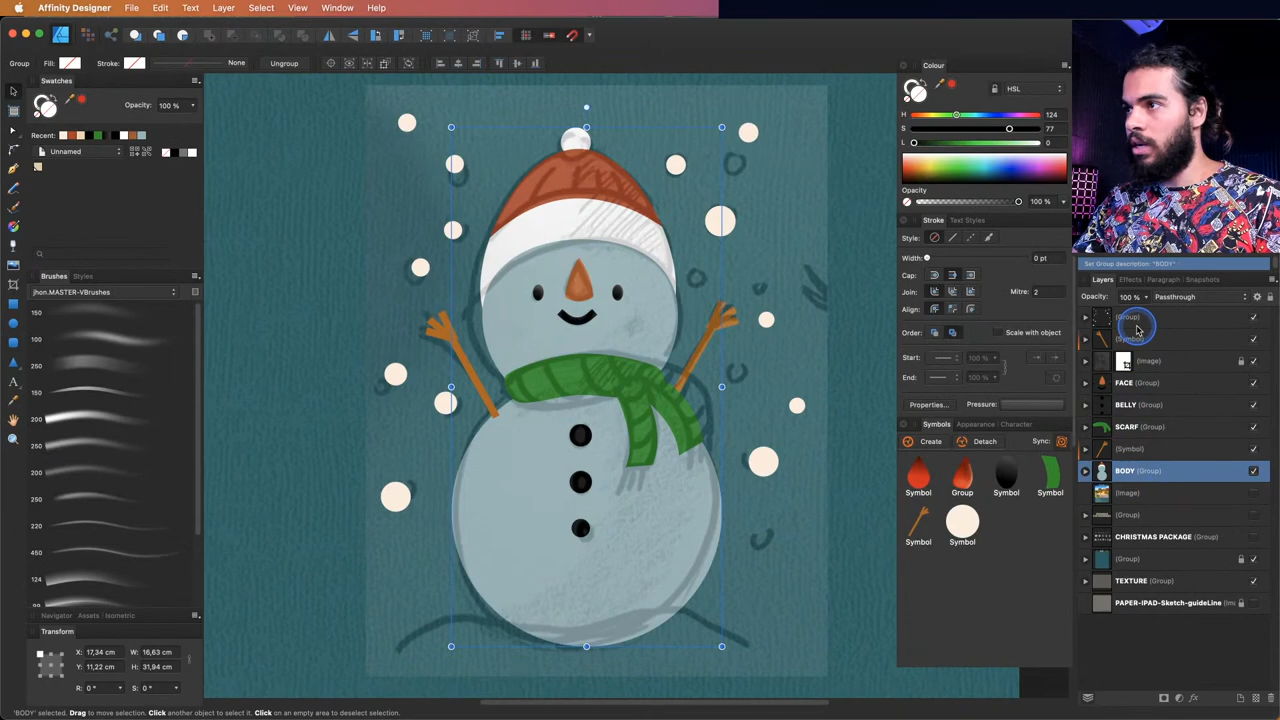 Affinity Designer File Edit Text Layer Select View Window Help
Group Fill: Stroke: None Ungroup
Swatches
Opacity: 100 %
Recent:
Unnamed
Brushes Styles
jhon.MASTER-VBrushes
150
100
100
150
200
200
200
200
220
450
124
Navigator Assets Isometric
Transform
X: 17,34 cm W: 16,63 cm
Y: 11,22 cm H: 31,94 cm
R: 0 ° S: 0 °
'BODY' selected. Drag to move selection. Click another object to select it. Click on an empty area to deselect selection.
Colour
HSL
H 124
S 77
L 0
Opacity
100 %
Stroke Text Styles
Style:
Width: 0 pt
Cap:
Join: Mitre: 2
Align:
Order: Scale with object
Start: 100 %
End: 100 %
Properties... Pressure:
Symbols Appearance Character
Create Detach Sync:
Symbol Group Symbol Symbol
Symbol Symbol
Set Group description: "BODY"
Layers Effects Paragraph Snapshots
Opacity: 100 % Passthrough
(Group)
(Symbol)
(Image)
FACE (Group)
BELLY (Group)
SCARF (Group)
(Symbol)
BODY (Group)
(Image)
(Group)
CHRISTMAS PACKAGE (Group)
(Group)
TEXTURE (Group)
PAPER-IPAD-Sketch-guideLine